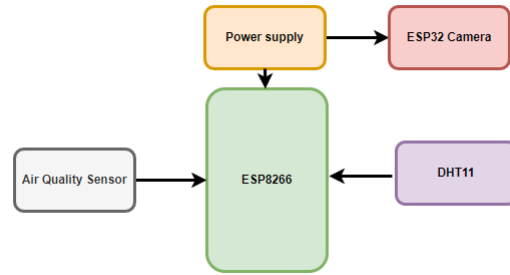 Power supply
ESP32 Camera
Air Quality Sensor
ESP8266
DHT11